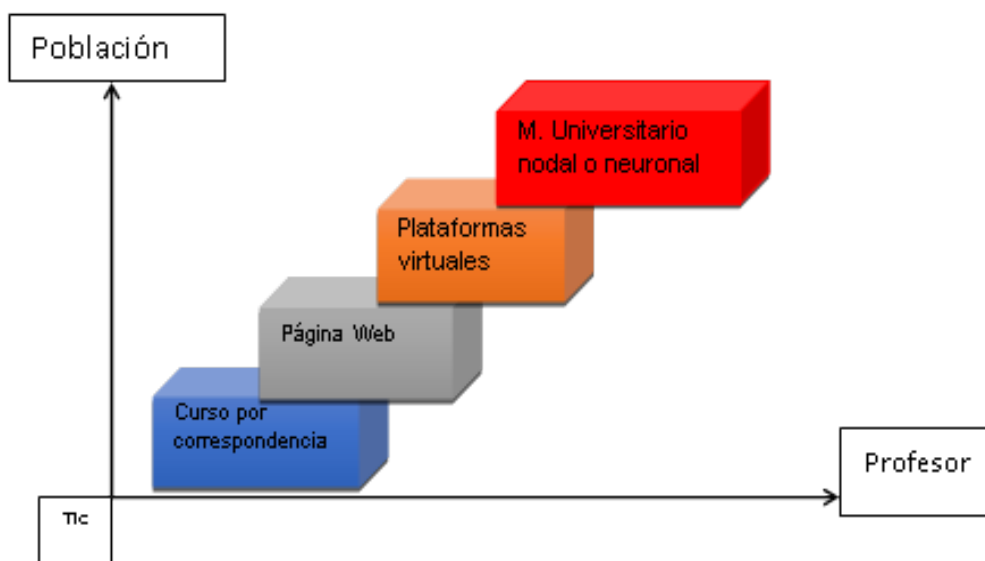 Población
M. Universitario
nodal o neuronal
Plataformas
virtuales
Página Web
Curso por
correspondencia
Profesor
TIC